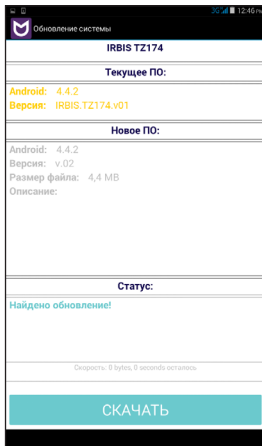 3G 12:46 PM
Обновление системы
IRBIS TZ174
Текущее ПО:
Android: 4.4.2
Версия: IRBIS,TZ174.v01
Новое ПО:
Android: 4.4.2
Версия: v.02
Размер файла: 4,4 MB
Описание:
Статус:
Найдено обновление!
Скорость: 0 bytes, 0 seconds осталось
СКАЧАТЬ